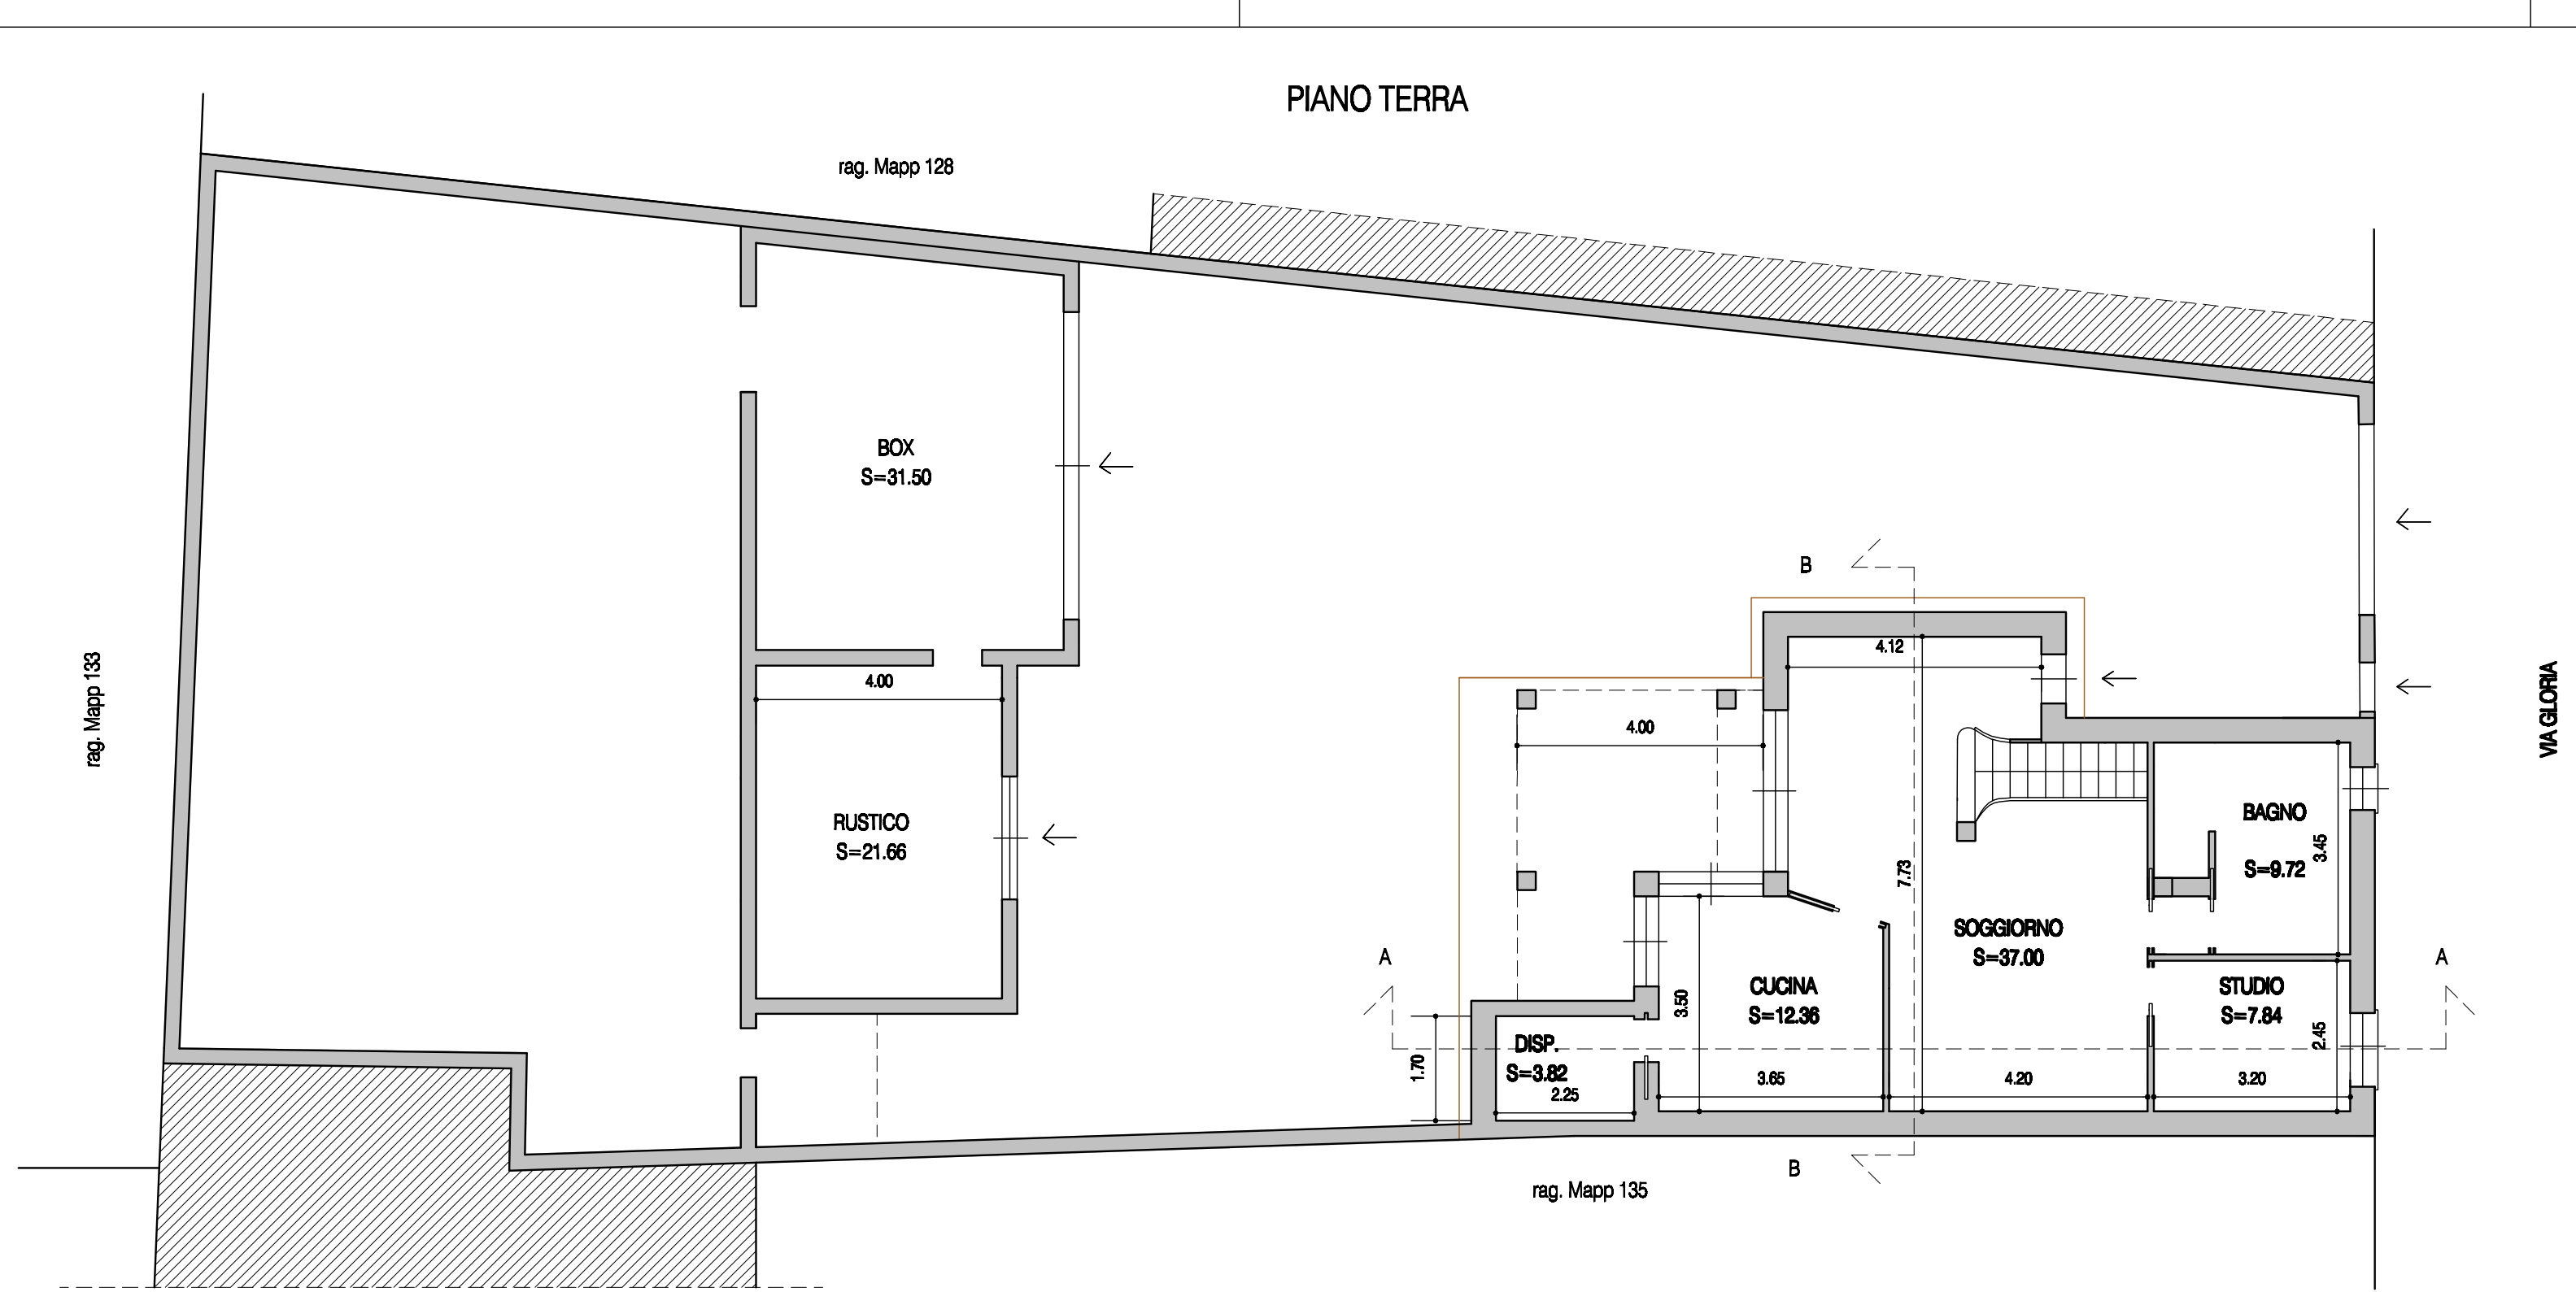 PIANO TERRA
rag. Mapp 128
BOX
S=31.50
B
4.12
rag. Mapp 133
VIA GLORIA
4.00
4.00
RUSTICO
S=21.66
BAGNO
S=9.72
3.45
7.73
SOGGIORNO
S=37.00
A
A
CUCINA
S=12.36
3.50
STUDIO
S=7.84
2.45
DISP.
S=3.82
1.70
2.25
3.65
4.20
3.20
B
rag. Mapp 135